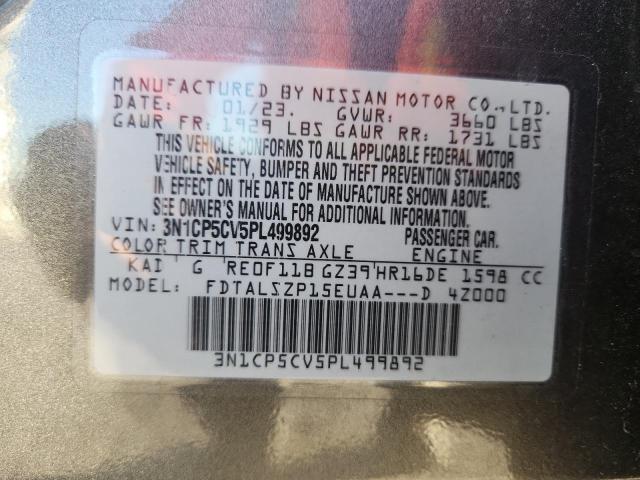 MANUFACTURED BY NISSAN MOTOR CO.,LTD.
DATE: 01/23. GVWR: 3660 LBS
GAWR FR: 1929 LBS GAWR RR: 1731 LBS
THIS VEHICLE CONFORMS TO ALL APPLICABLE FEDERAL MOTOR
VEHICLE SAFETY, BUMPER AND THEFT PREVENTION STANDARDS
IN EFFECT ON THE DATE OF MANUFACTURE SHOWN ABOVE.
SEE OWNER'S MANUAL FOR ADDITIONAL INFORMATION.
VIN: 3N1CP5CV5PL499892 PASSENGER CAR.
COLOR TRIM TRANS AXLE ENGINE
KAD G RE0F11B GZ39 HR16DE 1598 CC
MODEL: FDTALSZP15EUAA---D 4Z000
3N1CP5CV5PL499892